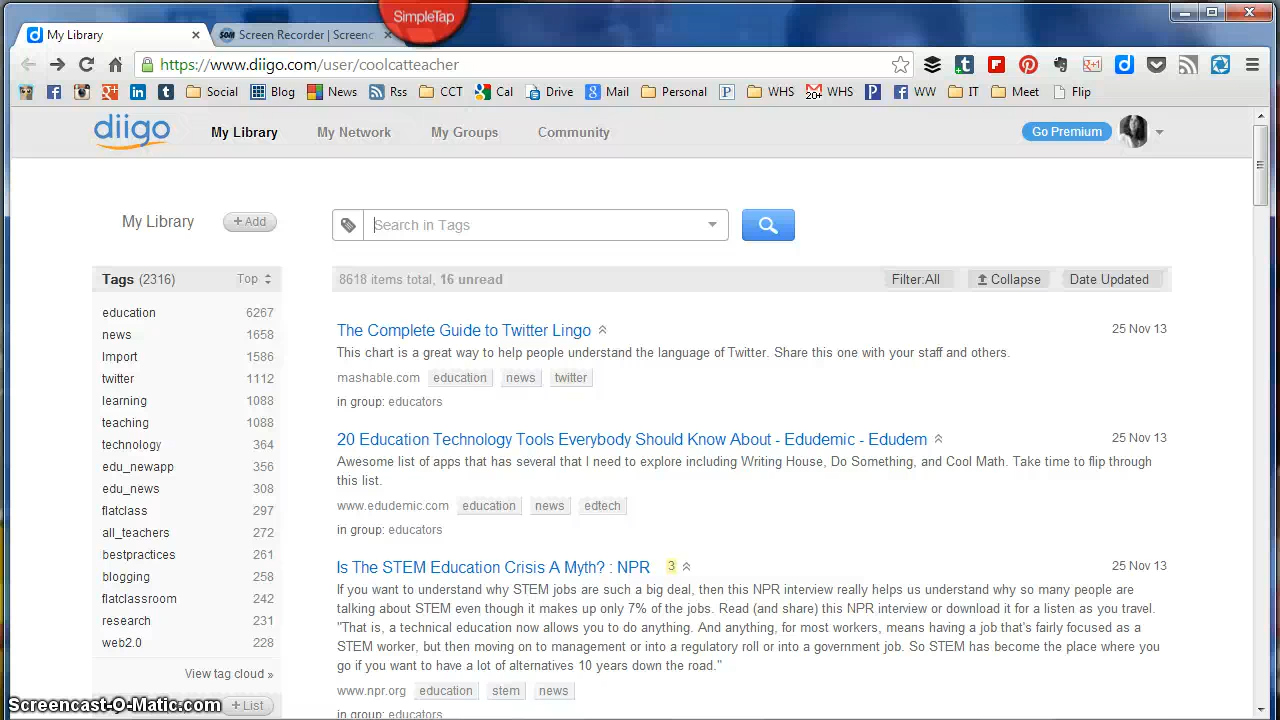 SimpleTap
My Library
Screen Recorder | Screenc
https://www.diigo.com/user/coolcatteacher
Social Blog News Rss CCT Cal Drive Mail Personal WHS 20+ WHS WW IT Meet Flip
diigo My Library My Network My Groups Community Go Premium
My Library + Add Search in Tags
Tags (2316) Top
education 6267
news 1658
Import 1586
twitter 1112
learning 1088
teaching 1088
technology 364
edu_newapp 356
edu_news 308
flatclass 297
all_teachers 272
bestpractices 261
blogging 258
flatclassroom 242
research 231
web2.0 228
View tag cloud »
+ List
8618 items total, 16 unread Filter:All Collapse Date Updated
The Complete Guide to Twitter Lingo 25 Nov 13
This chart is a great way to help people understand the language of Twitter. Share this one with your staff and others.
mashable.com education news twitter
in group: educators
20 Education Technology Tools Everybody Should Know About - Edudemic - Edudem 25 Nov 13
Awesome list of apps that has several that I need to explore including Writing House, Do Something, and Cool Math. Take time to flip through
this list.
www.edudemic.com education news edtech
in group: educators
Is The STEM Education Crisis A Myth? : NPR 3 25 Nov 13
If you want to understand why STEM jobs are such a big deal, then this NPR interview really helps us understand why so many people are
talking about STEM even though it makes up only 7% of the jobs. Read (and share) this NPR interview or download it for a listen as you travel.
"That is, a technical education now allows you to do anything. And anything, for most workers, means having a job that's fairly focused as a
STEM worker, but then moving on to management or into a regulatory roll or into a government job. So STEM has become the place where you
go if you want to have a lot of alternatives 10 years down the road."
www.npr.org education stem news
in group: educators
Screencast-O-Matic.com